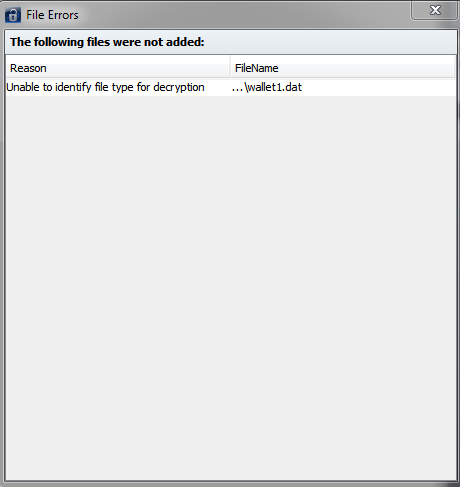 File Errors
The following files were not added:
Reason FileName
Unable to identify file type for decryption ...\wallet1.dat